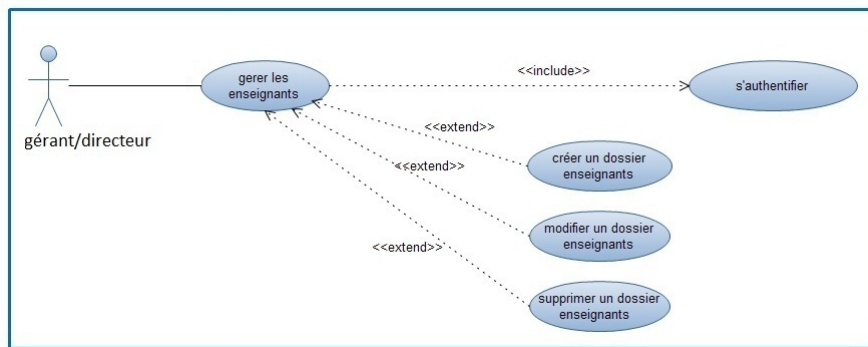 gerer les
enseignants
<<include>>
s'authentifier
gérant/directeur
<<extend>>
créer un dossier
enseignants
<<extend>>
modifier un dossier
enseignants
<<extend>>
supprimer un dossier
enseignants